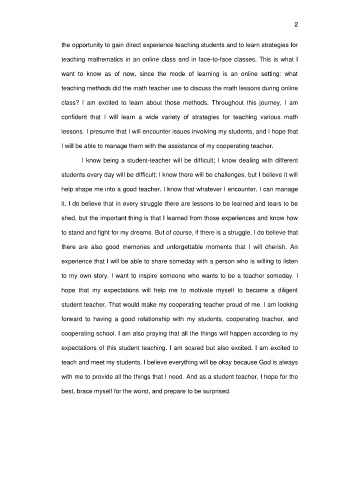 2
the opportunity to gain direct experience teaching students and to learn strategies for
teaching mathematics in an online class and in face-to-face classes. This is what I
want to know as of now, since the mode of learning is an online setting: what
teaching methods did the math teacher use to discuss the math lessons during online
class? I am excited to learn about those methods. Throughout this journey, I am
confident that I will learn a wide variety of strategies for teaching various math
lessons. I presume that I will encounter issues involving my students, and I hope that
I will be able to manage them with the assistance of my cooperating teacher.
I know being a student-teacher will be difficult; I know dealing with different
students every day will be difficult; I know there will be challenges, but I believe it will
help shape me into a good teacher. I know that whatever I encounter, I can manage
it. I do believe that in every struggle there are lessons to be learned and tears to be
shed, but the important thing is that I learned from those experiences and know how
to stand and fight for my dreams. But of course, if there is a struggle, I do believe that
there are also good memories and unforgettable moments that I will cherish. An
experience that I will be able to share someday with a person who is willing to listen
to my own story. I want to inspire someone who wants to be a teacher someday. I
hope that my expectations will help me to motivate myself to become a diligent
student teacher. That would make my cooperating teacher proud of me. I am looking
forward to having a good relationship with my students, cooperating teacher, and
cooperating school. I am also praying that all the things will happen according to my
expectations of this student teaching. I am scared but also excited. I am excited to
teach and meet my students. I believe everything will be okay because God is always
with me to provide all the things that I need. And as a student teacher, I hope for the
best, brace myself for the worst, and prepare to be surprised.